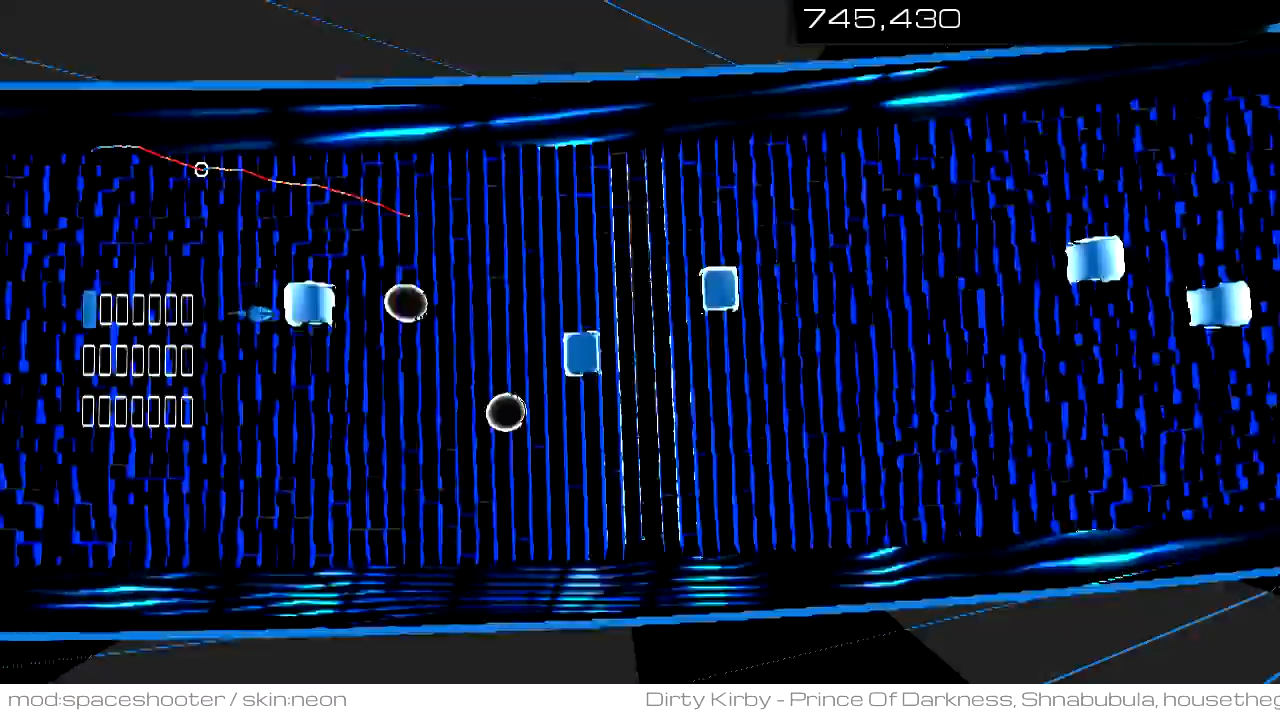 745,430
mod:spaceshooter / skin:neon
Dirty Kirby - Prince Of Darkness, Shnabubula, housetheg